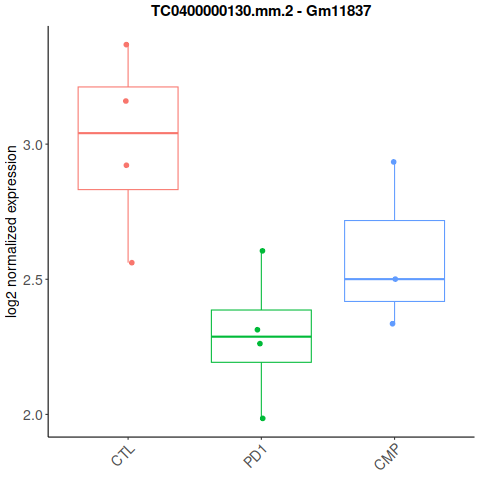 TC0400000130.mm.2 - Gm11837
log2 normalized expression
3.0
2.5
2.0
CTL
PD1
CMP